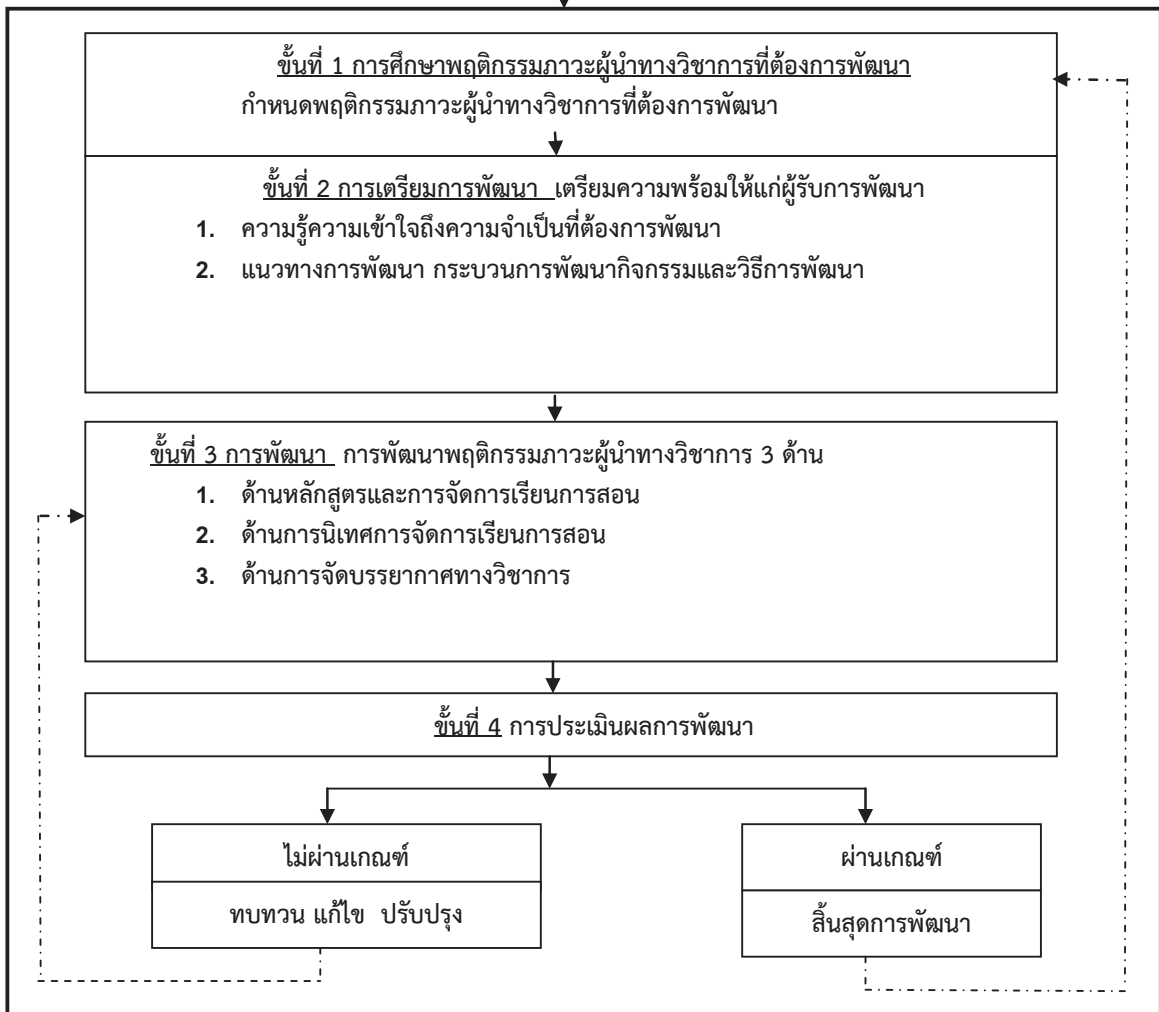 ขั้นที่ 1 การศึกษาพฤติกรรมภาวะผู้นำทางวิชาการที่ต้องการพัฒนา
กำหนดพฤติกรรมภาวะผู้นำทางวิชาการที่ต้องการพัฒนา
ขั้นที่ 2 การเตรียมการพัฒนา เตรียมความพร้อมให้แก่ผู้รับการพัฒนา
1. ความรู้ความเข้าใจถึงความจำเป็นที่ต้องการพัฒนา
2. แนวทางการพัฒนา กระบวนการพัฒนากิจกรรมและวิธีการพัฒนา
ขั้นที่ 3 การพัฒนา การพัฒนาพฤติกรรมภาวะผู้นำทางวิชาการ 3 ด้าน
1. ด้านหลักสูตรและการจัดการเรียนการสอน
2. ด้านการนิเทศการจัดการเรียนการสอน
3. ด้านการจัดบรรยากาศทางวิชาการ
ขั้นที่ 4 การประเมินผลการพัฒนา
ไม่ผ่านเกณฑ์
ทบทวน แก้ไข ปรับปรุง
ผ่านเกณฑ์
สิ้นสุดการพัฒนา